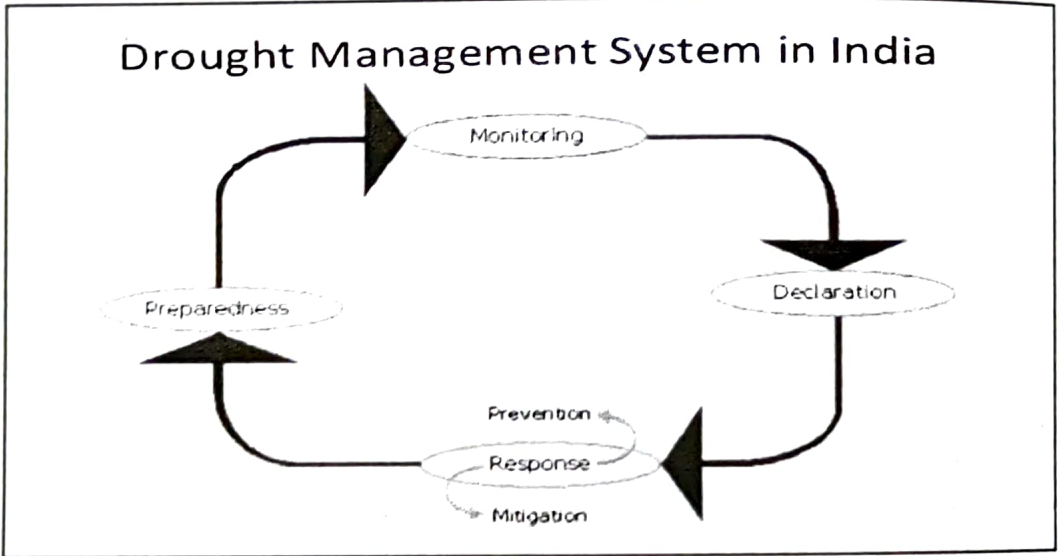 Drought Management System in India
Monitoring
Declaration
Preparedness
Prevention
Response
Mitigation